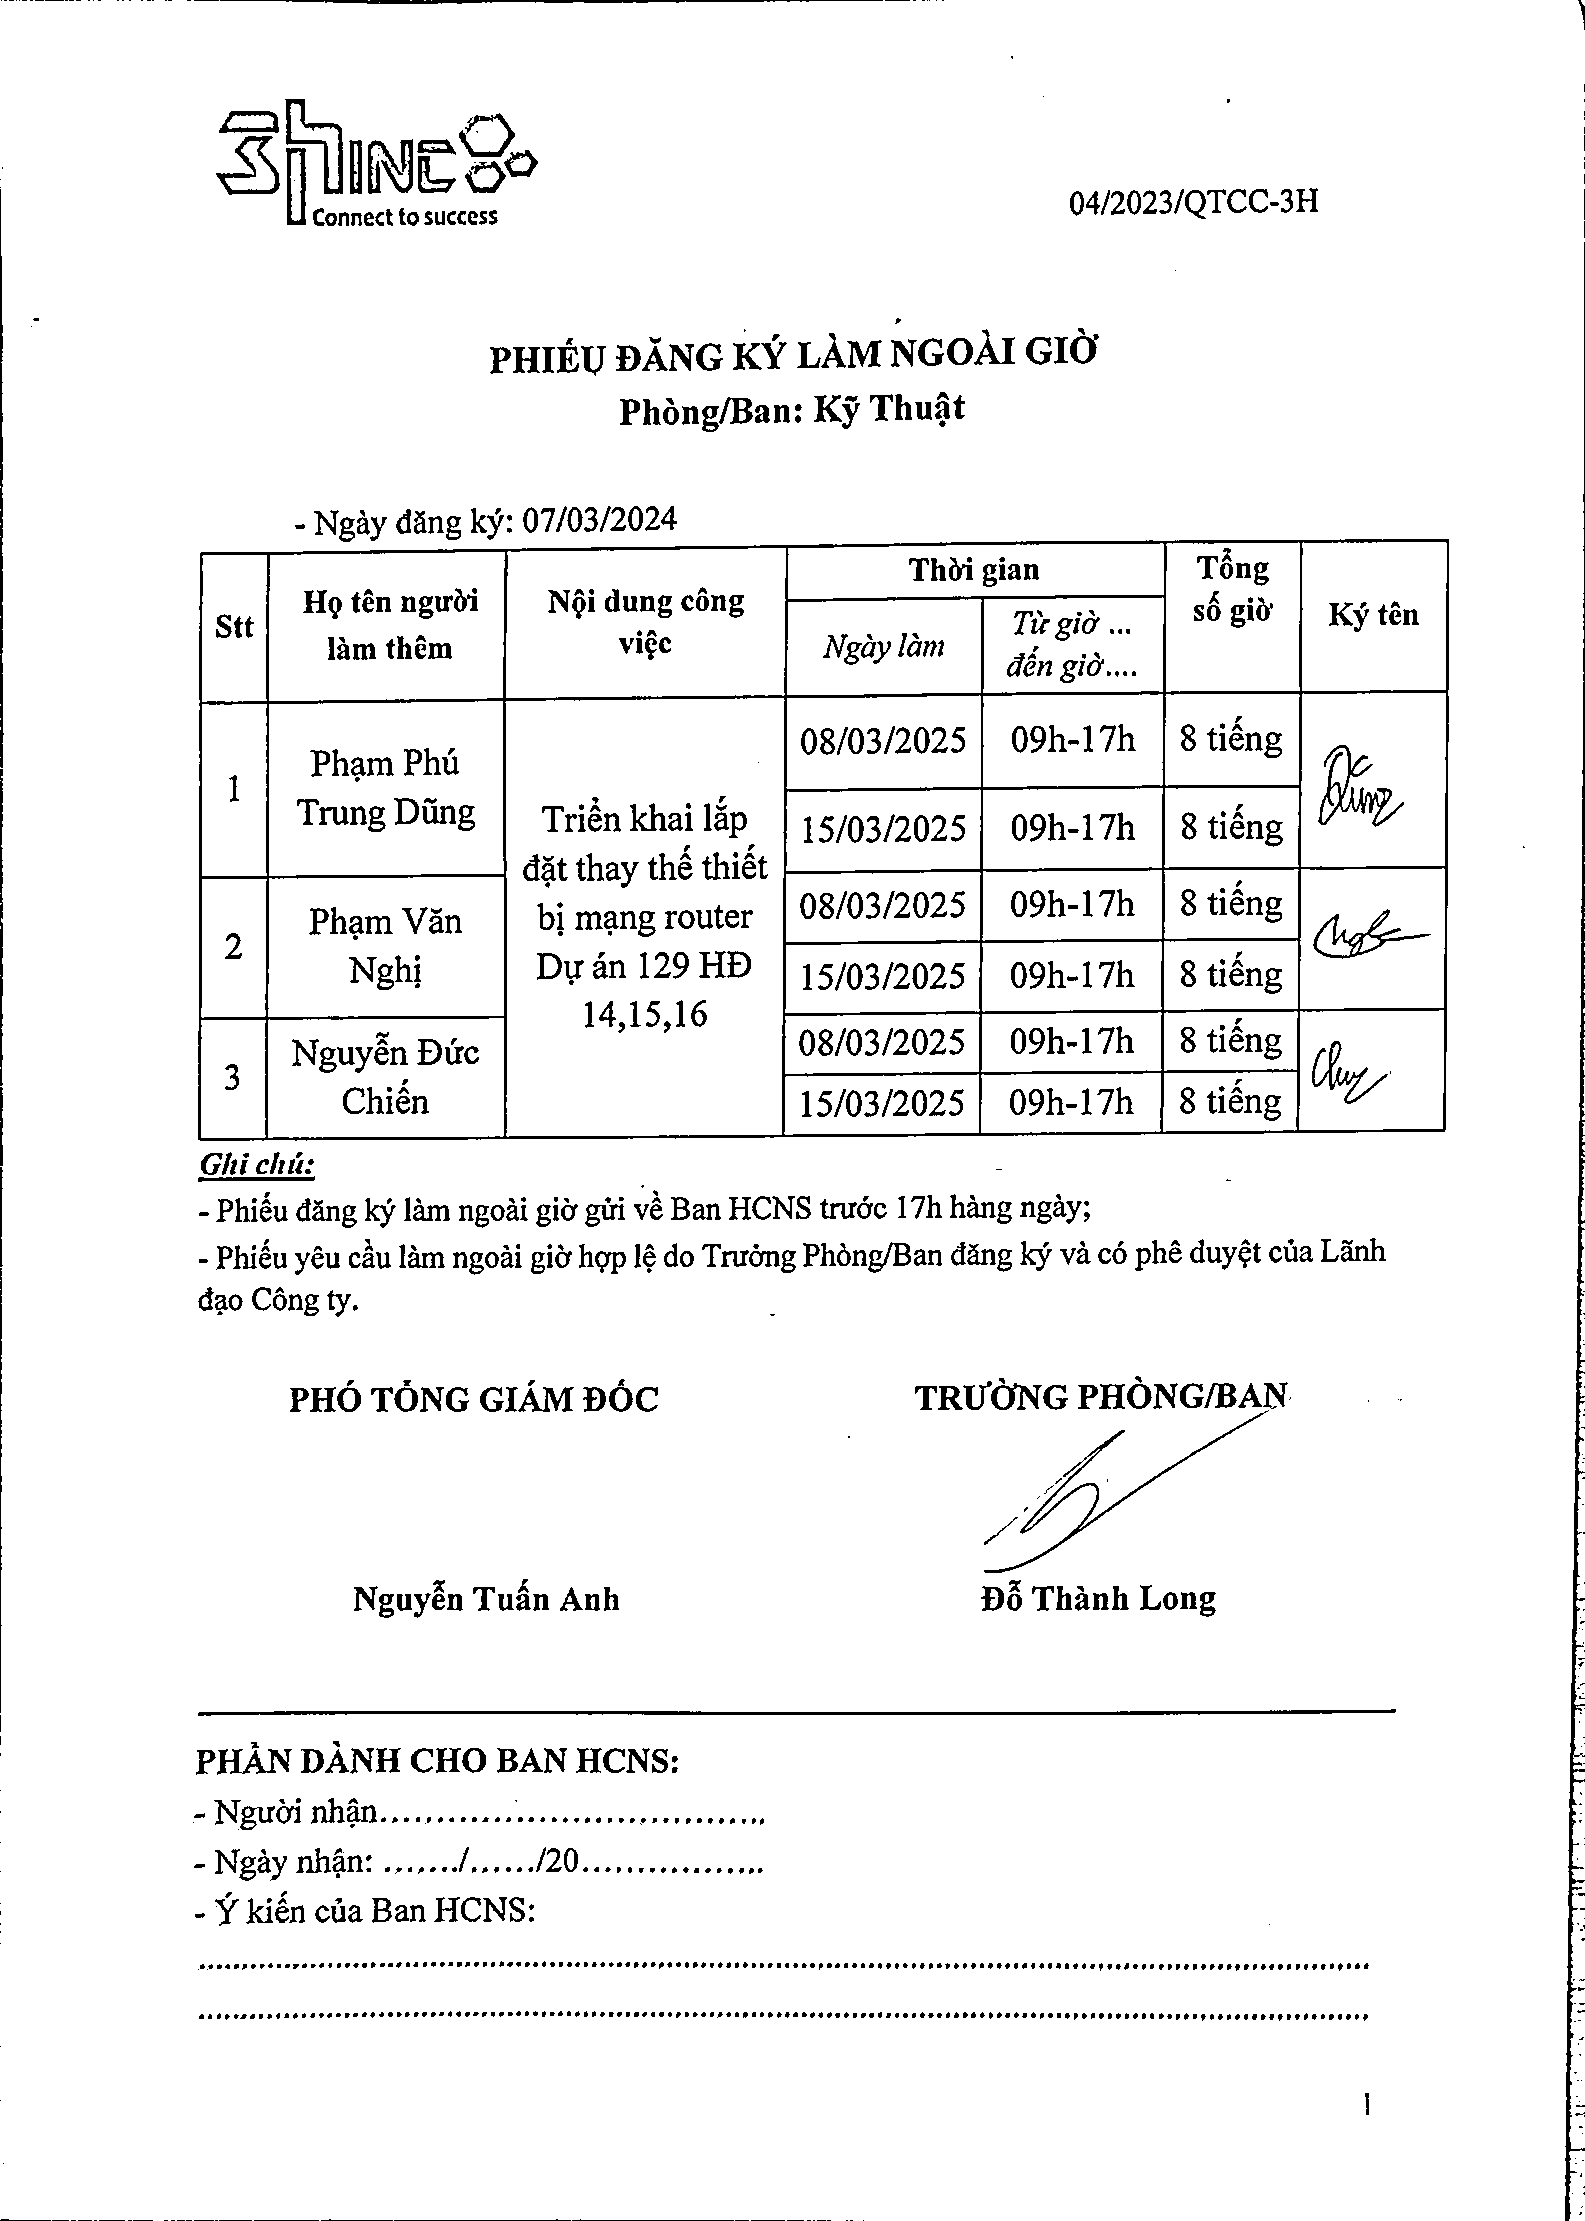 3HINC
Connect to success
04/2023/QTCC-3H
PHIẾU ĐĂNG KÝ LÀM NGOÀI GIỜ
Phòng/Ban: Kỹ Thuật
- Ngày đăng ký: 07/03/2024
Stt
Họ tên người
làm thêm
Nội dung công
việc
Thời gian
Ngày làm
Từ giờ ...
đến giờ....
Tổng
số giờ
Ký tên
1
Phạm Phú
Trung Dũng
Triển khai lắp
đặt thay thế thiết
bị mạng router
Dự án 129 HĐ
14,15,16
08/03/2025 09h-17h 8 tiếng
15/03/2025 09h-17h 8 tiếng
2
Phạm Văn
Nghị
08/03/2025 09h-17h 8 tiếng
15/03/2025 09h-17h 8 tiếng
3
Nguyễn Đức
Chiến
08/03/2025 09h-17h 8 tiếng
15/03/2025 09h-17h 8 tiếng
Ghi chú:
- Phiếu đăng ký làm ngoài giờ gửi về Ban HCNS trước 17h hàng ngày;
- Phiếu yêu cầu làm ngoài giờ hợp lệ do Trưởng Phòng/Ban đăng ký và có phê duyệt của Lãnh
đạo Công ty.
PHÓ TỔNG GIÁM ĐỐC
TRƯỜNG PHÒNG/BAN
Nguyễn Tuấn Anh
Đỗ Thành Long
PHẦN DÀNH CHO BAN HCNS:
- Người nhận..................................
- Ngày nhận: ......./....../20................
- Ý kiến của Ban HCNS:
1